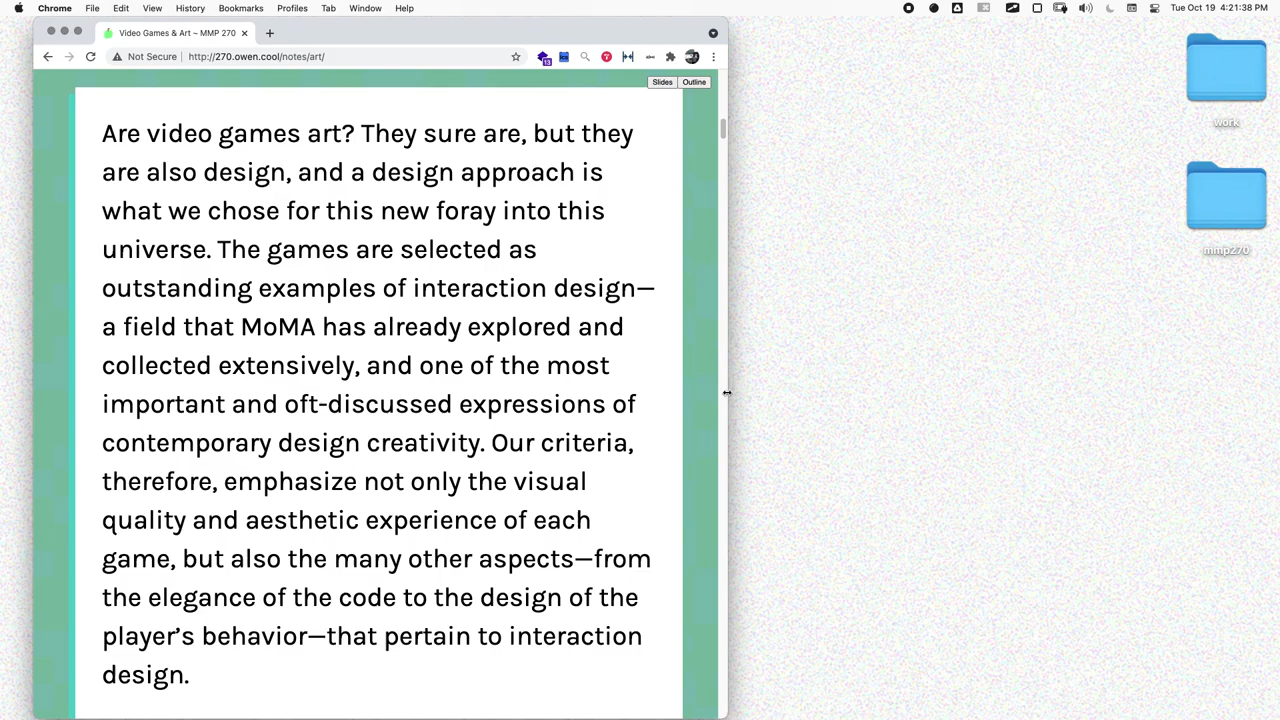 Chrome File Edit View History Bookmarks Profiles Tab Window Help Tue Oct 19 4:21:38 PM
Video Games & Art ~ MMP 270
Not Secure http://270.owen.cool/notes/art/
Slides Outline
Are video games art? They sure are, but they
are also design, and a design approach is
what we chose for this new foray into this
universe. The games are selected as
outstanding examples of interaction design—
a field that MoMA has already explored and
collected extensively, and one of the most
important and oft-discussed expressions of
contemporary design creativity. Our criteria,
therefore, emphasize not only the visual
quality and aesthetic experience of each
game, but also the many other aspects—from
the elegance of the code to the design of the
player’s behavior—that pertain to interaction
design.
work
mmp270